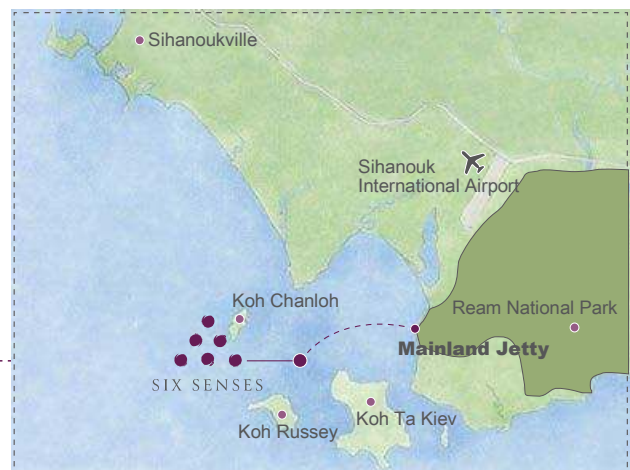 Sihanoukville
Sihanouk
International Airport
Koh Chanloh
Ream National Park
Mainland Jetty
SIX SENSES
Koh Ta Kiev
Koh Russey